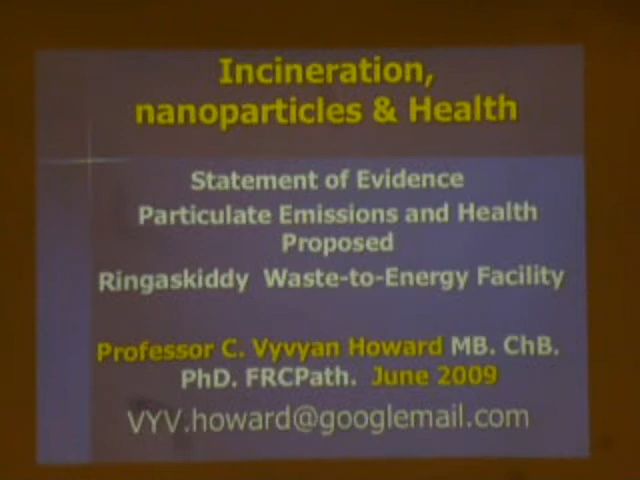 Incineration,
nanoparticles & Health
Statement of Evidence
Particulate Emissions and Health
Proposed
Ringaskiddy Waste-to-Energy Facility
Professor C. Vyvyan Howard MB. ChB.
PhD. FRCPath. June 2009
VYV.howard@googlemail.com